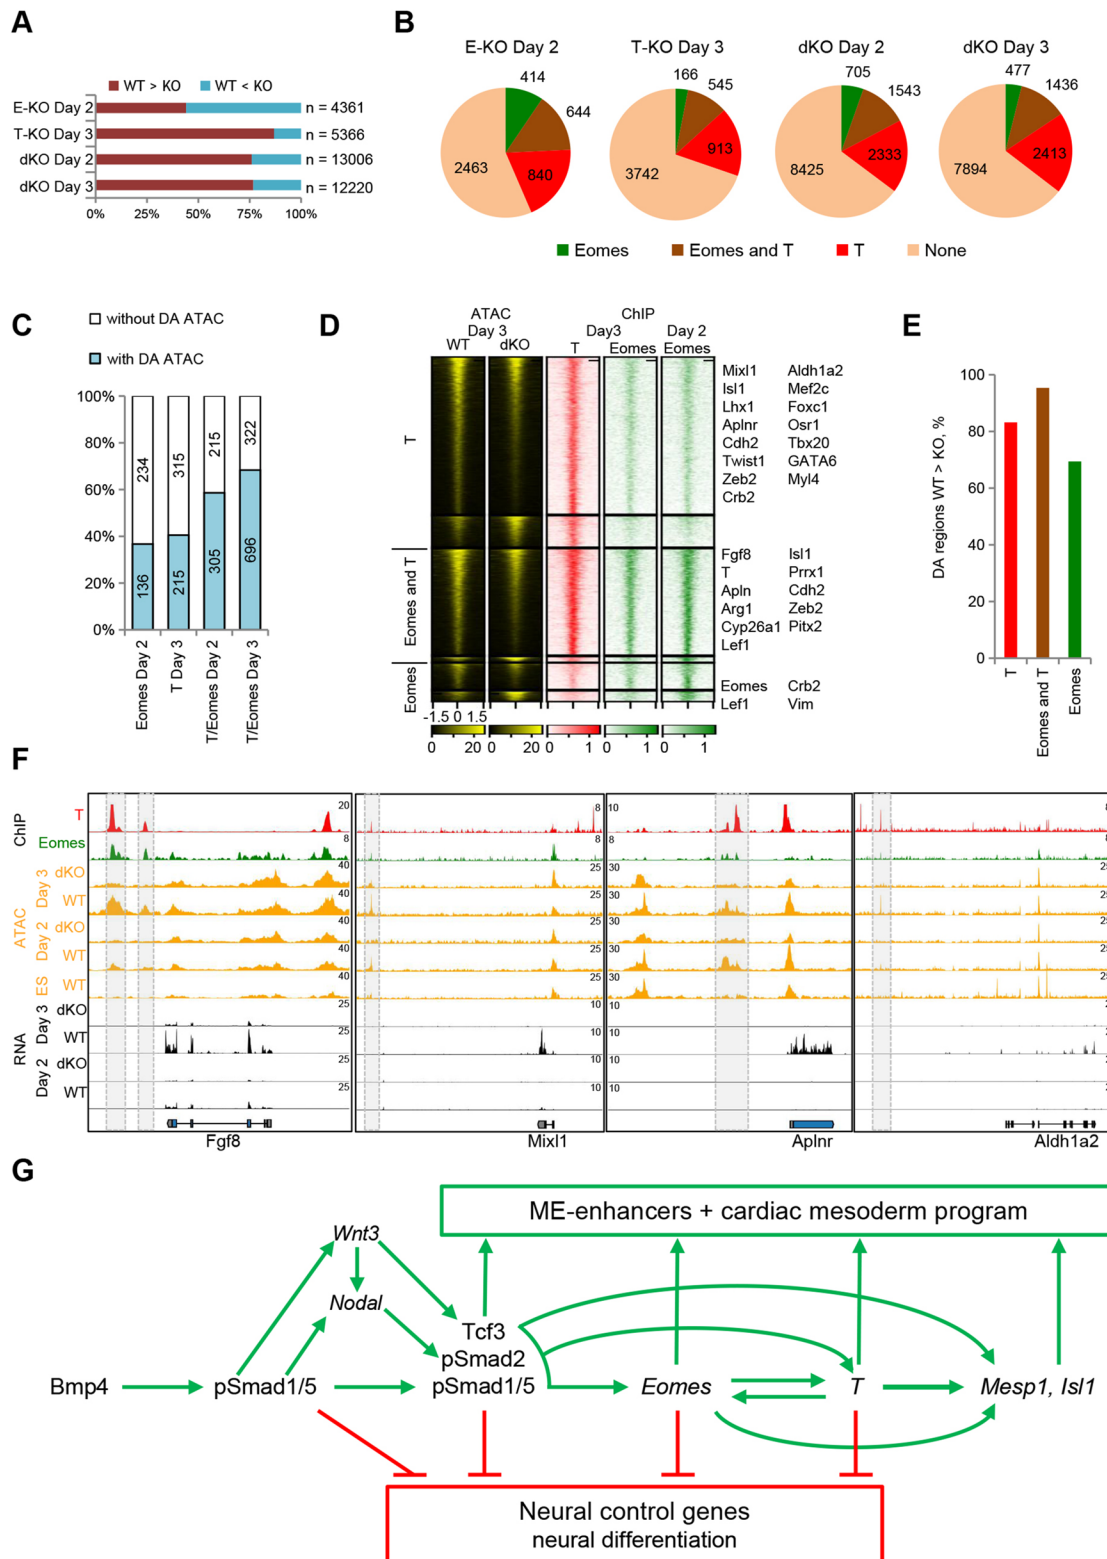 A
WT > KO
WT < KO
E-KO Day 2
n = 4361
T-KO Day 3
n = 5366
dKO Day 2
n = 13006
dKO Day 3
n = 12220
0%
25%
50%
75%
100%
B
E-KO Day 2
T-KO Day 3
dKO Day 2
dKO Day 3
414
644
840
2463
166
545
913
3742
705
1543
2333
8425
477
1436
2413
7894
Eomes
Eomes and T
T
None
C
without DA ATAC
with DA ATAC
100%
80%
60%
40%
20%
0%
234
315
215
322
136
215
305
696
Eomes Day 2
T Day 3
T/Eomes Day 2
T/Eomes Day 3
D
ATAC
ChIP
Day 3
Day3
Day 2
WT
dKO
T
Eomes
Eomes
T
Eomes and T
Eomes
Mixl1 Aldh1a2
Isl1 Mef2c
Lhx1 Foxc1
Aplnr Osr1
Cdh2 Tbx20
Twist1 GATA6
Zeb2 Myl4
Crb2
Fgf8 Isl1
T Prrx1
Apln Cdh2
Arg1 Zeb2
Cyp26a1 Pitx2
Lef1
Eomes Crb2
Lef1 Vim
-1.5 0 1.5
0 20
0 20
0 1
0 1
0 1
E
DA regions WT > KO, %
100
80
60
40
20
0
T
Eomes and T
Eomes
F
ChIP
T
20
8
10
8
Eomes
8
8
8
8
ATAC
Day 3
dKO
40
25
30
25
WT
40
25
30
25
Day 2
dKO
40
25
30
25
WT
40
25
30
25
ES
WT
40
25
30
25
RNA
Day 3
dKO
25
10
10
WT
25
10
10
Day 2
dKO
25
10
10
WT
25
10
10
Fgf8
Mixl1
Aplnr
Aldh1a2
G
ME-enhancers + cardiac mesoderm program
Wnt3
Nodal
Tcf3
pSmad2
Bmp4
pSmad1/5
pSmad1/5
Eomes
T
Mesp1, Isl1
Neural control genes
neural differentiation